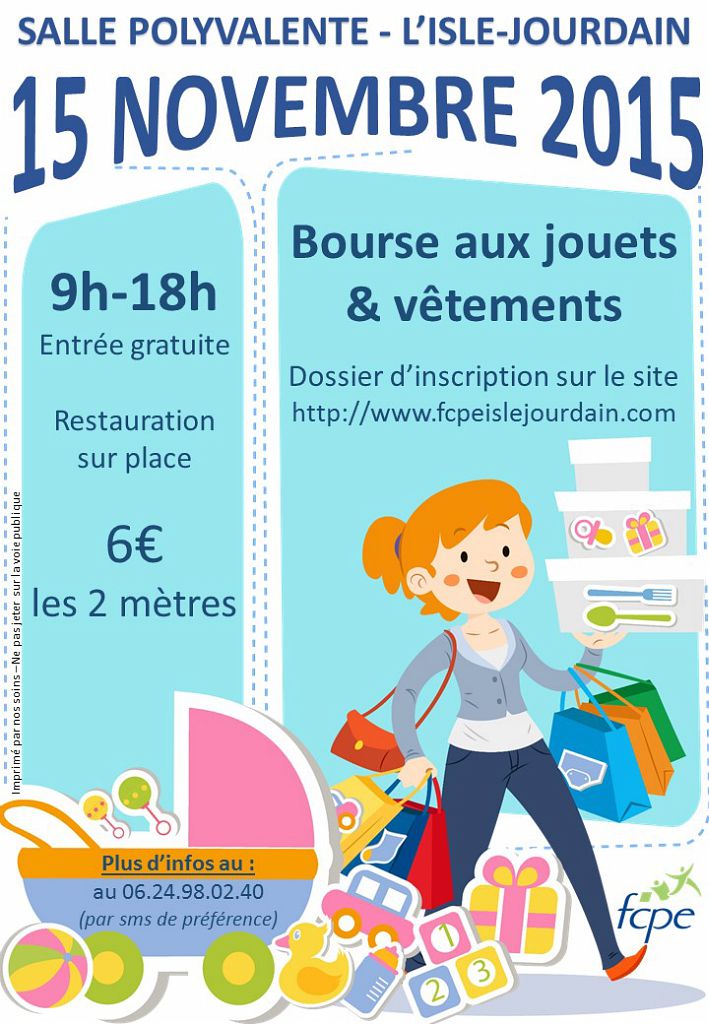 SALLE POLYVALENTE - L'ISLE-JOURDAIN
15 NOVEMBRE 2015
9h-18h
Entrée gratuite
Restauration
sur place
6€
les 2 mètres
Bourse aux jouets
& vêtements
Dossier d'inscription sur le site
http://www.fcpeislejourdain.com
Imprimé par nos soins – Ne pas jeter sur la voie publique
Plus d'infos au :
au 06.24.98.02.40
(par sms de préférence)
1
2
3
fcpe